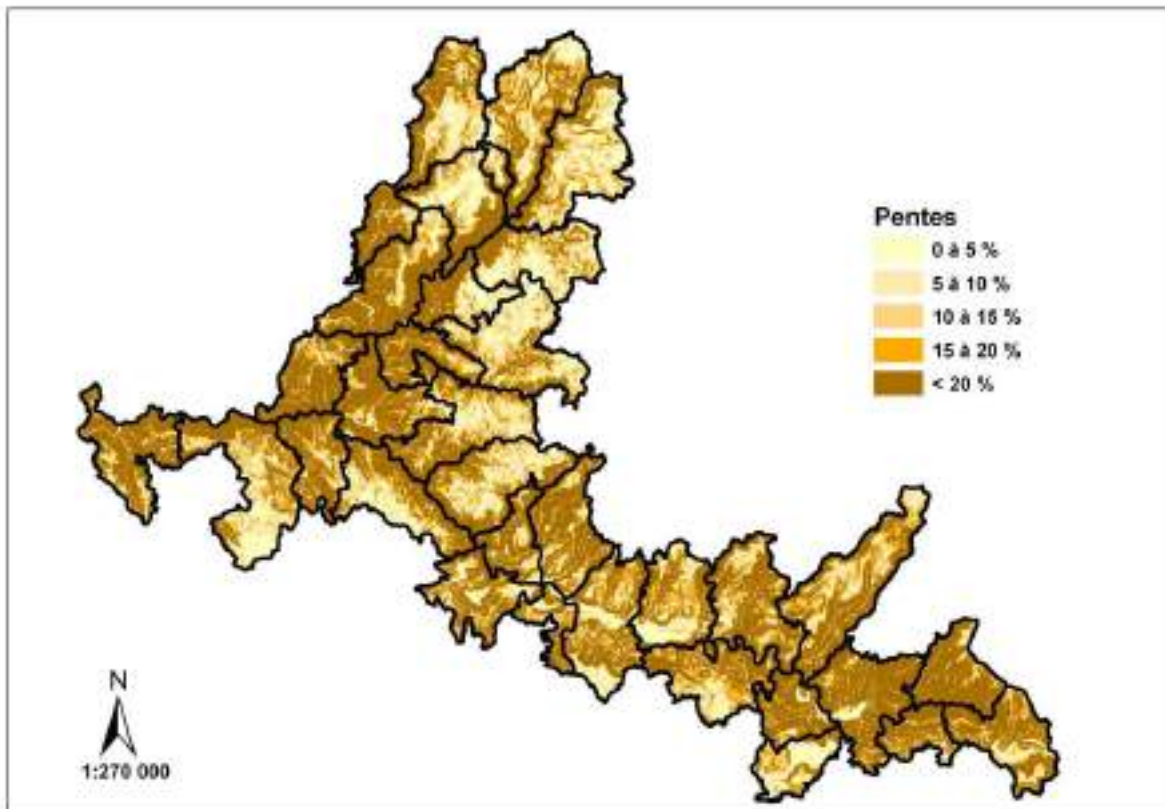 Pentes
0 à 5 %
5 à 10 %
10 à 15 %
15 à 20 %
< 20 %
N
1:270 000